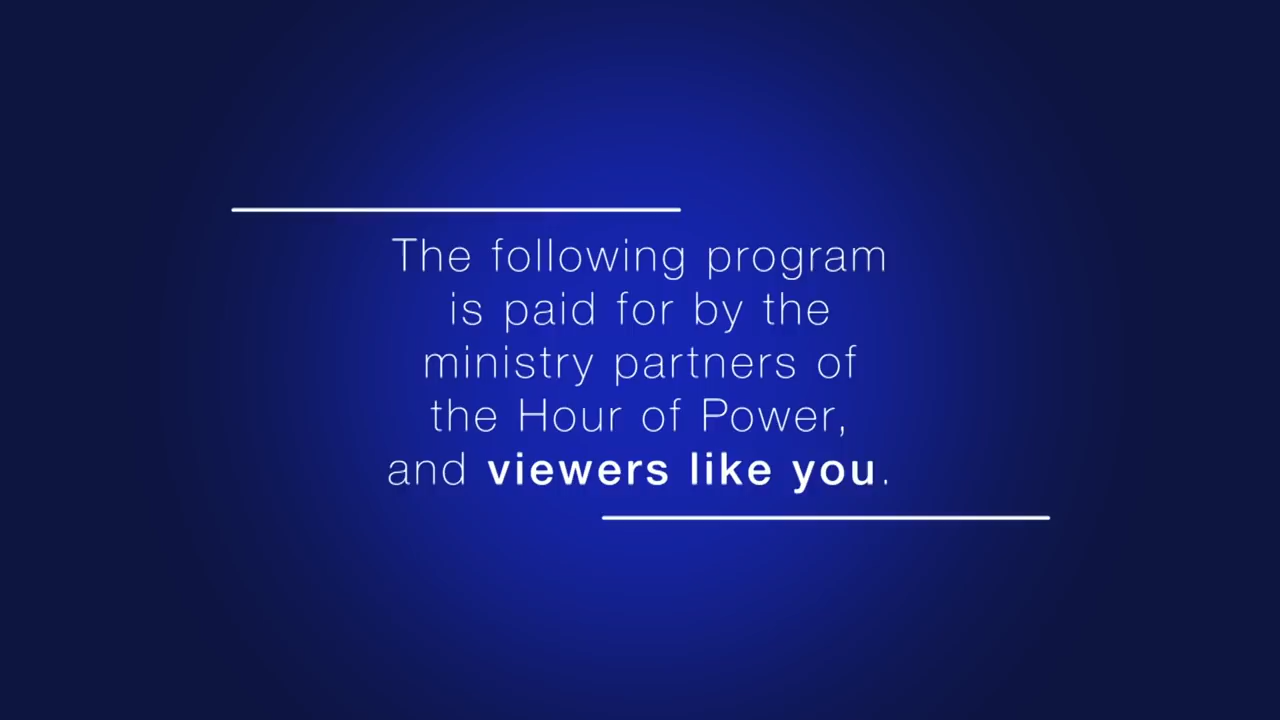 The following program
is paid for by the
ministry partners of
the Hour of Power,
and viewers like you.